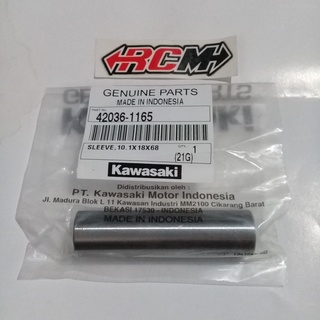 RCM
GENUINE PARTS
MADE IN INDONESIA
42036-1165
SLEEVE,10.1X18X68
1
(21G)
Kawasaki
Didistribusikan oleh :
PT. Kawasaki Motor Indonesia
Jl. Madura Blok L 11 Kawasan Industri MM2100 Cikarang Barat
BEKASI 17530 - INDONESIA
MADE IN INDONESIA